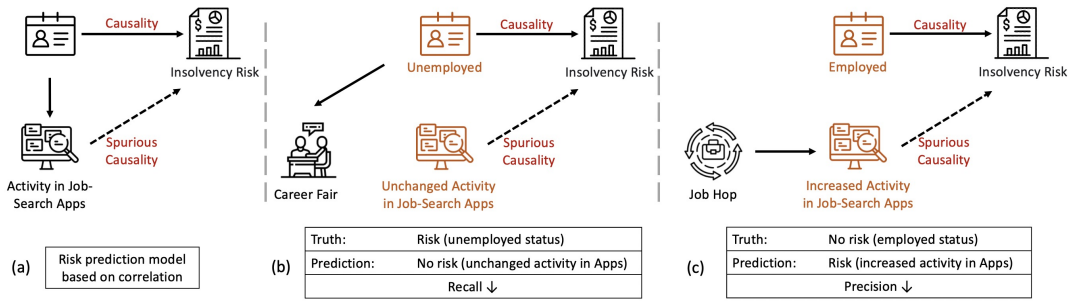 Causality
Insolvency Risk
Spurious
Causality
Activity in Job-
Search Apps
(a)
Risk prediction model
based on correlation
Causality
Unemployed
Insolvency Risk
Spurious
Causality
Career Fair
Unchanged Activity
in Job-Search Apps
(b)
Truth: Risk (unemployed status)
Prediction: No risk (unchanged activity in Apps)
Recall ↓
Causality
Employed
Insolvency Risk
Spurious
Causality
Job Hop
Increased Activity
in Job-Search Apps
(c)
Truth: No risk (employed status)
Prediction: Risk (increased activity in Apps)
Precision ↓